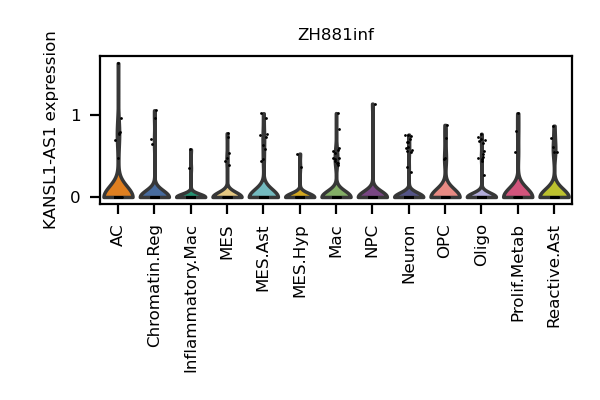 ZH881inf
KANSL1-AS1 expression
1
0
AC
Chromatin.Reg
Inflammatory.Mac
MES
MES.Ast
MES.Hyp
Mac
NPC
Neuron
OPC
Oligo
Prolif.Metab
Reactive.Ast